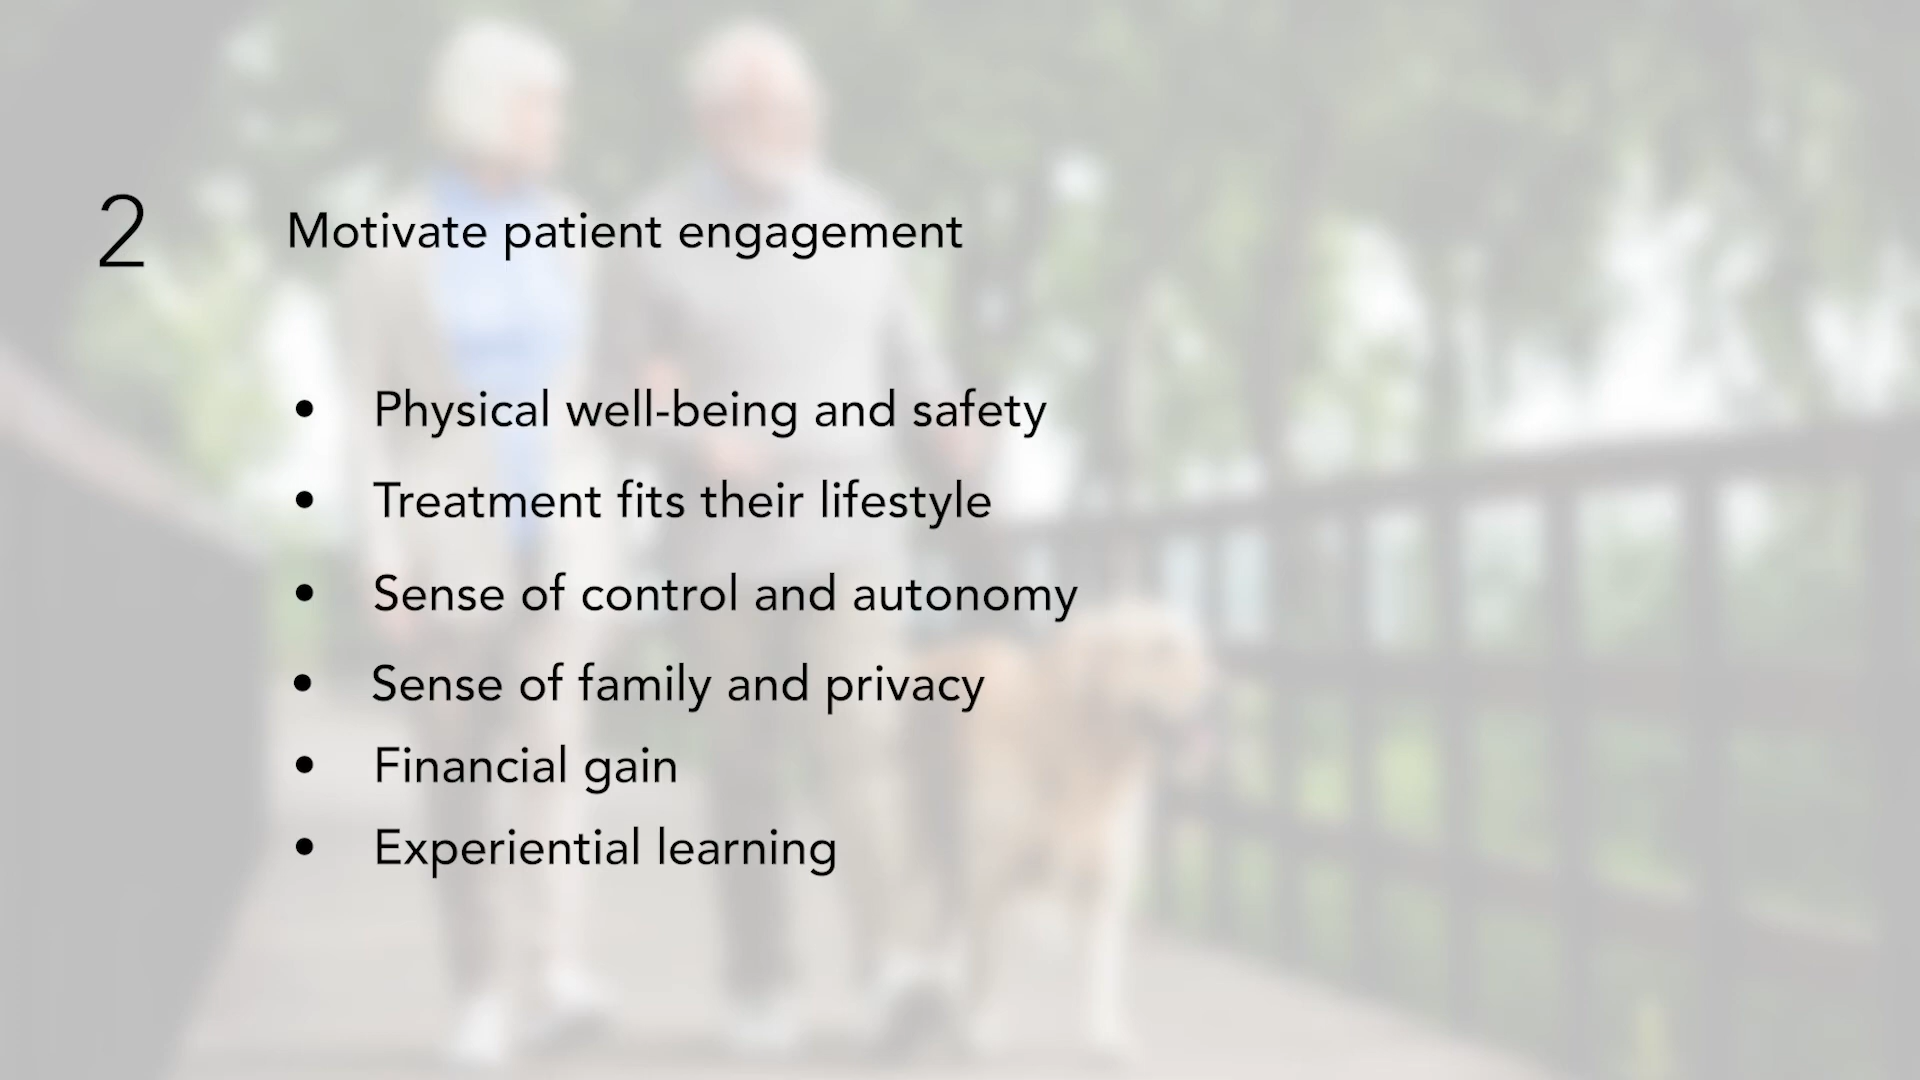 2 Motivate patient engagement
• Physical well-being and safety
• Treatment fits their lifestyle
• Sense of control and autonomy
• Sense of family and privacy
• Financial gain
• Experiential learning